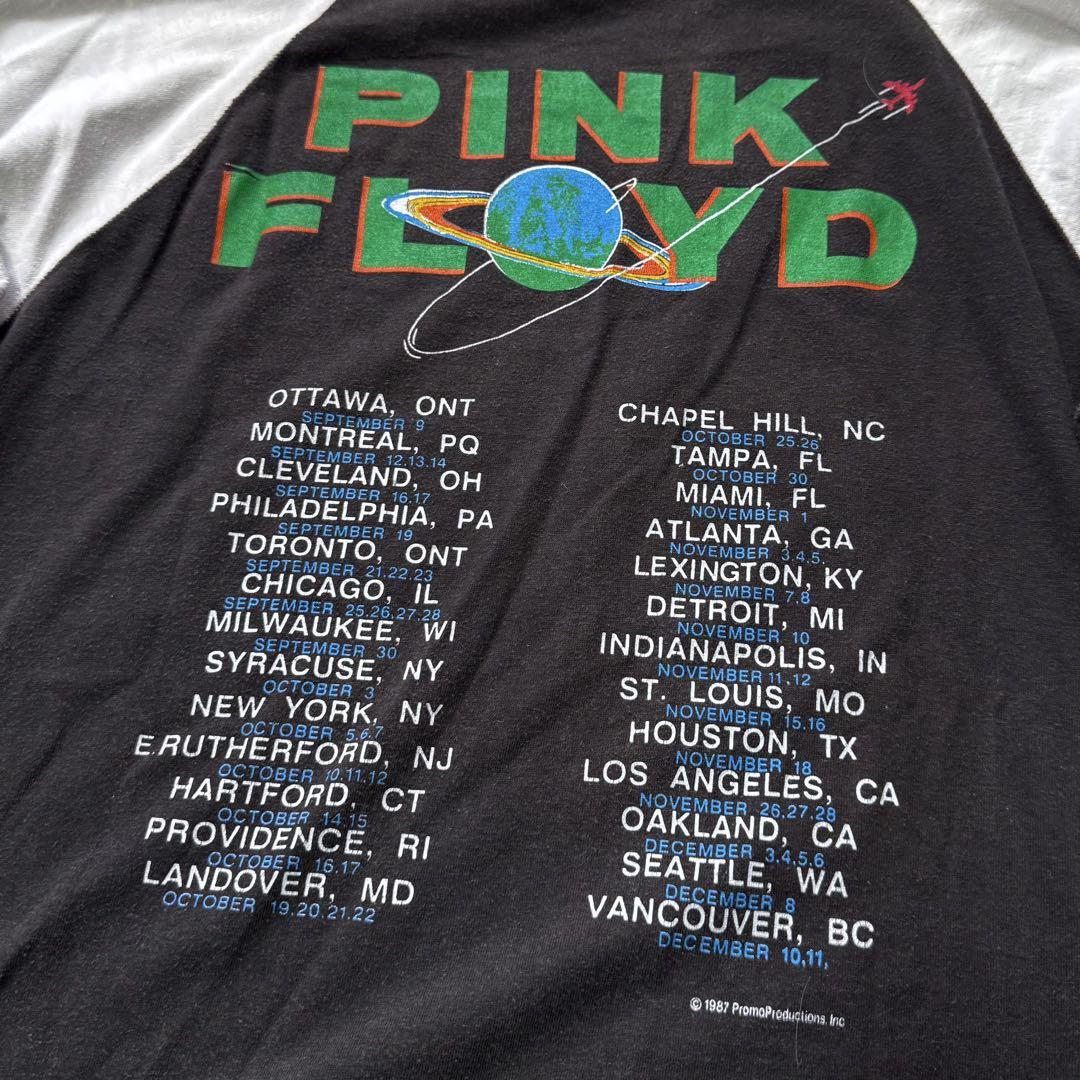 PINK
FLOYD
OTTAWA, ONT
SEPTEMBER 9
MONTREAL, PQ
SEPTEMBER 12.13.14
CLEVELAND, OH
SEPTEMBER 16.17
PHILADELPHIA, PA
SEPTEMBER 19
TORONTO, ONT
SEPTEMBER 21.22.23
CHICAGO, IL
SEPTEMBER 25.26.27.28
MILWAUKEE, WI
SEPTEMBER 30
SYRACUSE, NY
OCTOBER 3
NEW YORK, NY
OCTOBER 5.6.7
E.RUTHERFORD, NJ
OCTOBER 10.11.12
HARTFORD, CT
OCTOBER 14.15
PROVIDENCE, RI
OCTOBER 16.17
LANDOVER, MD
OCTOBER 19.20.21.22
CHAPEL HILL, NC
OCTOBER 25.26
TAMPA, FL
OCTOBER 30
MIAMI, FL
NOVEMBER 1
ATLANTA, GA
NOVEMBER 3.4.5.
LEXINGTON, KY
NOVEMBER 7.8
DETROIT, MI
NOVEMBER 10
INDIANAPOLIS, IN
NOVEMBER 11.12
ST. LOUIS, MO
NOVEMBER 15.16
HOUSTON, TX
NOVEMBER 18
LOS ANGELES, CA
NOVEMBER 26.27.28
OAKLAND, CA
DECEMBER 3.4.5.6
SEATTLE, WA
DECEMBER 8
VANCOUVER, BC
DECEMBER 10,11,
© 1987 PromoProductions, Inc